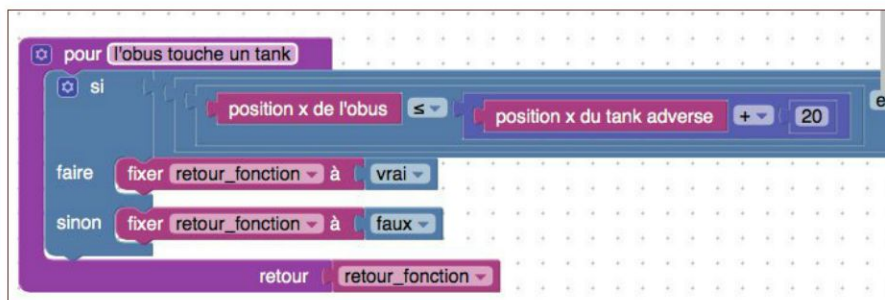 pour l'obus touche un tank
si
position x de l'obus ≤ position x du tank adverse + 20
faire fixer retour_fonction à vrai
sinon fixer retour_fonction à faux
retour retour_fonction